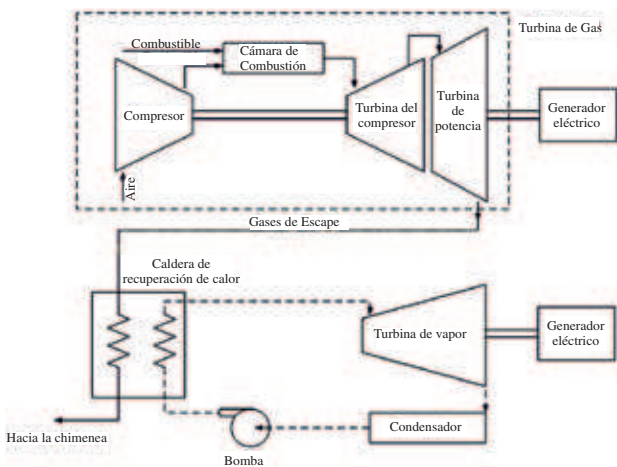 Turbina de Gas
Combustible
Cámara de
Combustión
Compresor
Turbina del
compresor
Turbina
de
potencia
Generador
eléctrico
Aire
Gases de Escape
Caldera de
recuperación de calor
Turbina de vapor
Generador
eléctrico
Condensador
Hacia la chimenea
Bomba